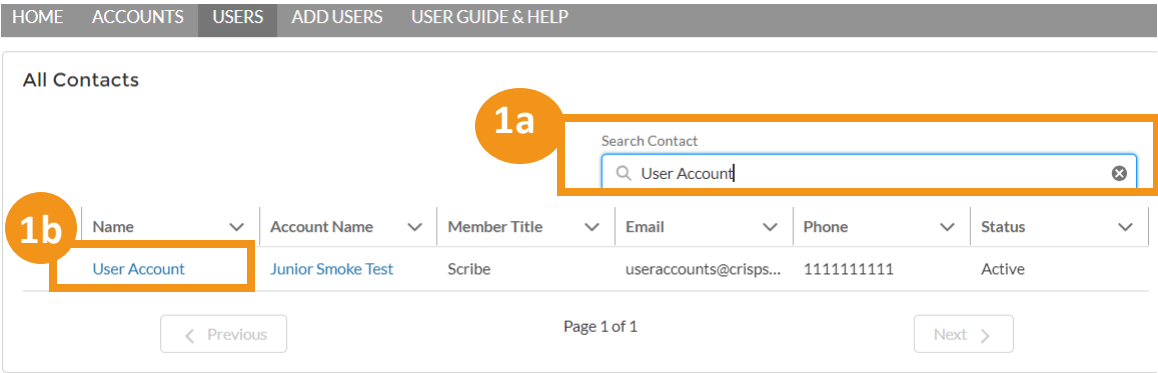 HOME ACCOUNTS USERS ADD USERS USER GUIDE & HELP
All Contacts
1a
Search Contact
User Account
1b
Name Account Name Member Title Email Phone Status
User Account Junior Smoke Test Scribe useraccounts@crisps... 1111111111 Active
Previous Page 1 of 1 Next